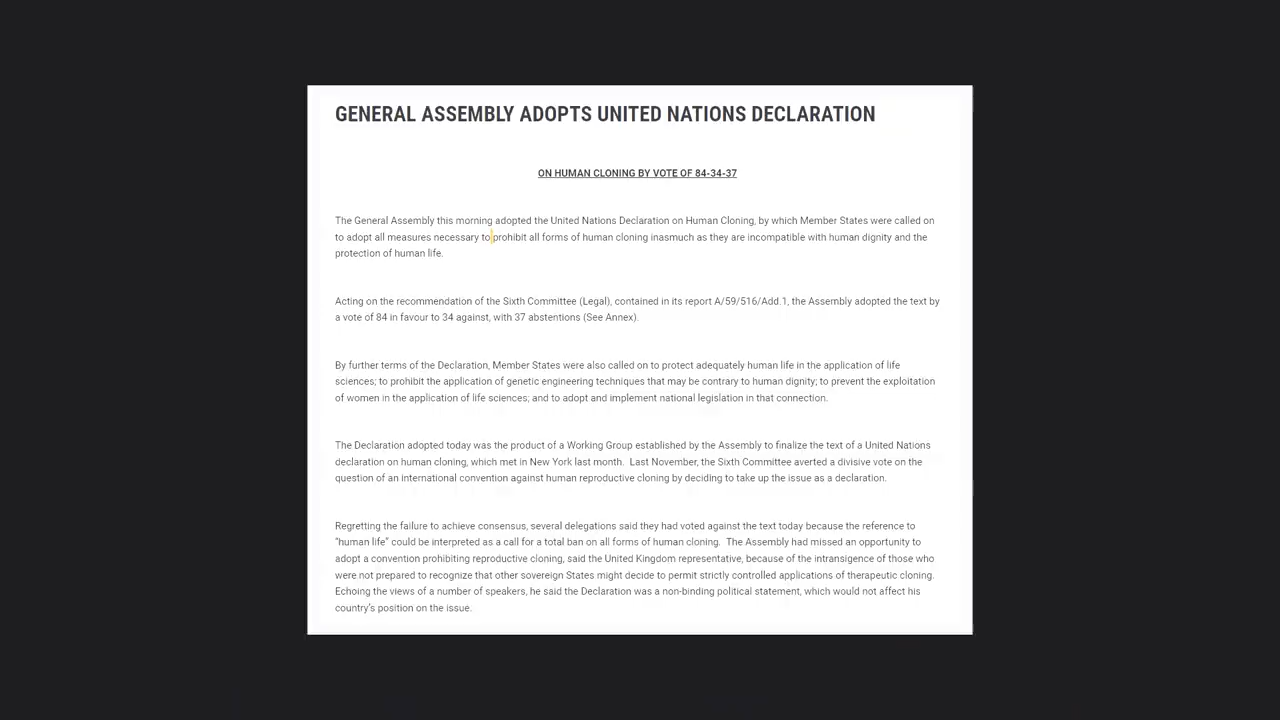 GENERAL ASSEMBLY ADOPTS UNITED NATIONS DECLARATION
ON HUMAN CLONING BY VOTE OF 84-34-37
The General Assembly this morning adopted the United Nations Declaration on Human Cloning, by which Member States were called on
to adopt all measures necessary to prohibit all forms of human cloning inasmuch as they are incompatible with human dignity and the
protection of human life.
Acting on the recommendation of the Sixth Committee (Legal), contained in its report A/59/516/Add.1, the Assembly adopted the text by
a vote of 84 in favour to 34 against, with 37 abstentions (See Annex).
By further terms of the Declaration, Member States were also called on to protect adequately human life in the application of life
sciences; to prohibit the application of genetic engineering techniques that may be contrary to human dignity; to prevent the exploitation
of women in the application of life sciences; and to adopt and implement national legislation in that connection.
The Declaration adopted today was the product of a Working Group established by the Assembly to finalize the text of a United Nations
declaration on human cloning, which met in New York last month.  Last November, the Sixth Committee averted a divisive vote on the
question of an international convention against human reproductive cloning by deciding to take up the issue as a declaration.
Regretting the failure to achieve consensus, several delegations said they had voted against the text today because the reference to
“human life” could be interpreted as a call for a total ban on all forms of human cloning.  The Assembly had missed an opportunity to
adopt a convention prohibiting reproductive cloning, said the United Kingdom representative, because of the intransigence of those who
were not prepared to recognize that other sovereign States might decide to permit strictly controlled applications of therapeutic cloning.
Echoing the views of a number of speakers, he said the Declaration was a non-binding political statement, which would not affect his
country’s position on the issue.